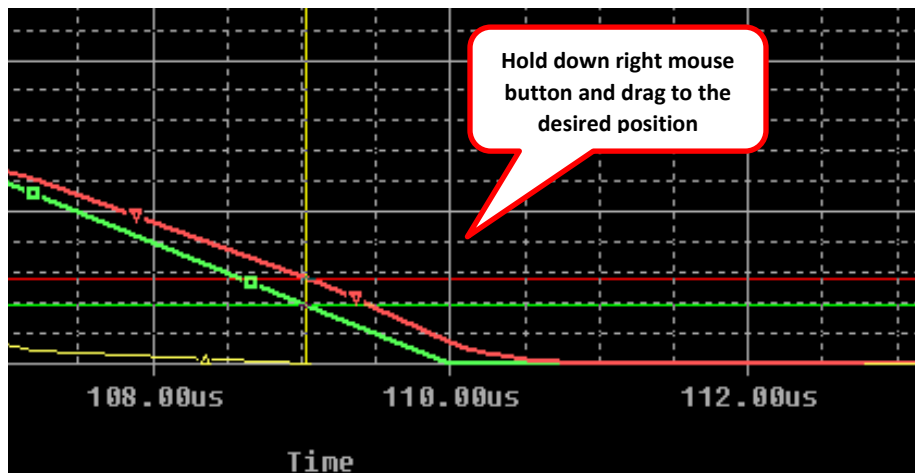 Hold down right mouse
button and drag to the
desired position
108.00us 110.00us 112.00us
Time